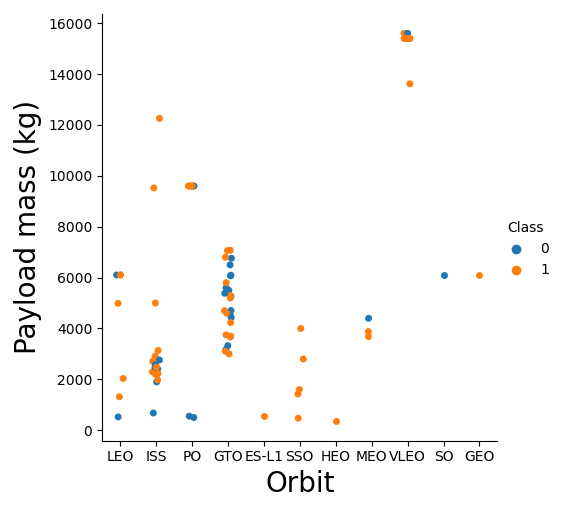 16000
14000
12000
10000
8000
6000
4000
2000
0
Payload mass (kg)
LEO ISS PO GTO ES-L1 SSO HEO MEO VLEO SO GEO
Orbit
Class
0
1